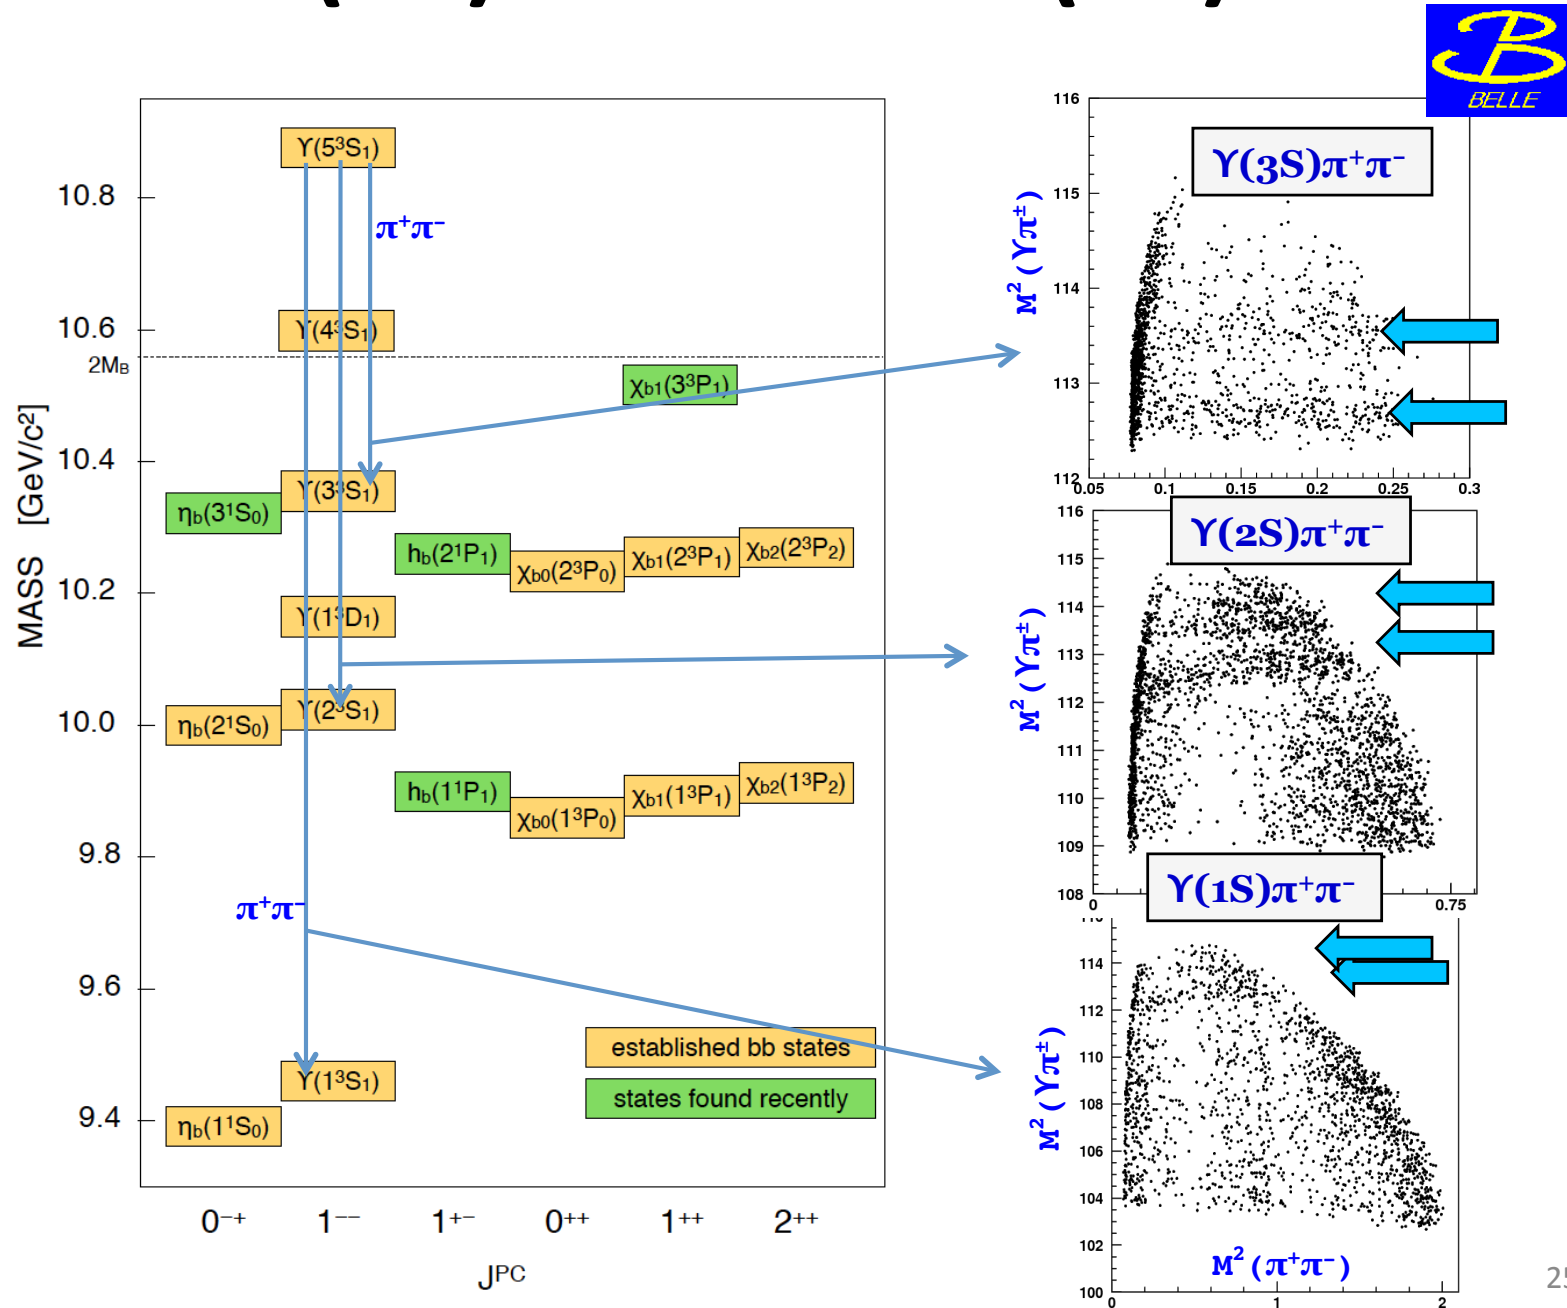 BELLE
MASS [GeV/c²]
10.8
10.6
2M_B
10.4
10.2
10.0
9.8
9.6
9.4
ϒ(5³S₁)
π⁺π⁻
ϒ(4³S₁)
χb1(3³P₁)
ϒ(3³S₁)
ηb(3¹S₀)
hb(2¹P₁)
χb0(2³P₀)
χb1(2³P₁)
χb2(2³P₂)
ϒ(1³D₁)
ϒ(2³S₁)
ηb(2¹S₀)
hb(1¹P₁)
χb0(1³P₀)
χb1(1³P₁)
χb2(1³P₂)
π⁺π⁻
established bb states
states found recently
ϒ(1³S₁)
ηb(1¹S₀)
0⁻⁺ 1⁻⁻ 1⁺⁻ 0⁺⁺ 1⁺⁺ 2⁺⁺
Jᴾᶜ
ϒ(3S)π⁺π⁻
M²(ϒπ±)
116
115
114
113
112
0.05 0.1 0.15 0.2 0.25 0.3
ϒ(2S)π⁺π⁻
M²(ϒπ±)
116
115
114
113
112
111
110
109
108
0 0.75
ϒ(1S)π⁺π⁻
M²(ϒπ±)
114
112
110
108
106
104
102
100
M²(π⁺π⁻)
0 1 2